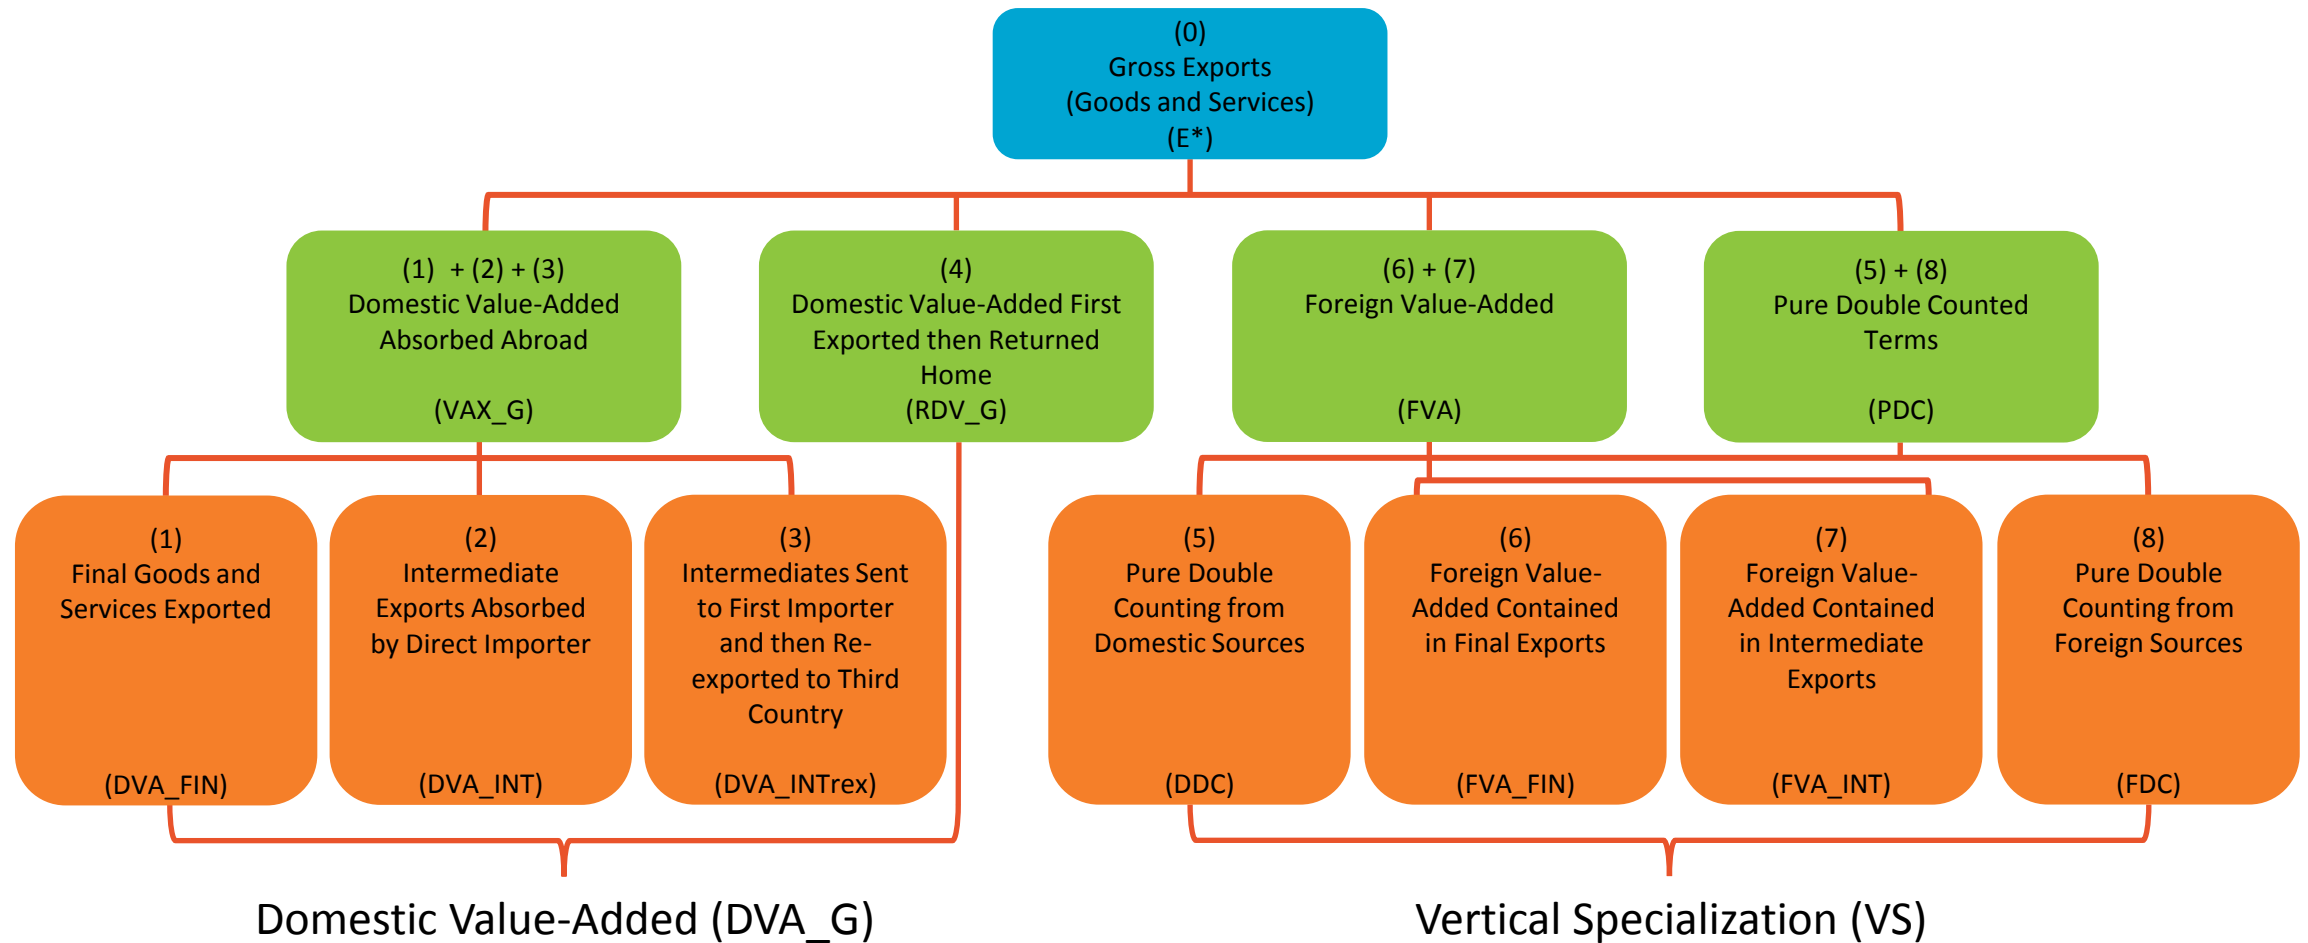 (0)
Gross Exports
(Goods and Services)
(E*)
(1) + (2) + (3)
Domestic Value-Added
Absorbed Abroad
(VAX_G)
(4)
Domestic Value-Added First
Exported then Returned
Home
(RDV_G)
(6) + (7)
Foreign Value-Added
(FVA)
(5) + (8)
Pure Double Counted
Terms
(PDC)
(1)
Final Goods and
Services Exported
(DVA_FIN)
(2)
Intermediate
Exports Absorbed
by Direct Importer
(DVA_INT)
(3)
Intermediates Sent
to First Importer
and then Re-
exported to Third
Country
(DVA_INTrex)
(5)
Pure Double
Counting from
Domestic Sources
(DDC)
(6)
Foreign Value-
Added Contained
in Final Exports
(FVA_FIN)
(7)
Foreign Value-
Added Contained
in Intermediate
Exports
(FVA_INT)
(8)
Pure Double
Counting from
Foreign Sources
(FDC)
Domestic Value-Added (DVA_G)
Vertical Specialization (VS)